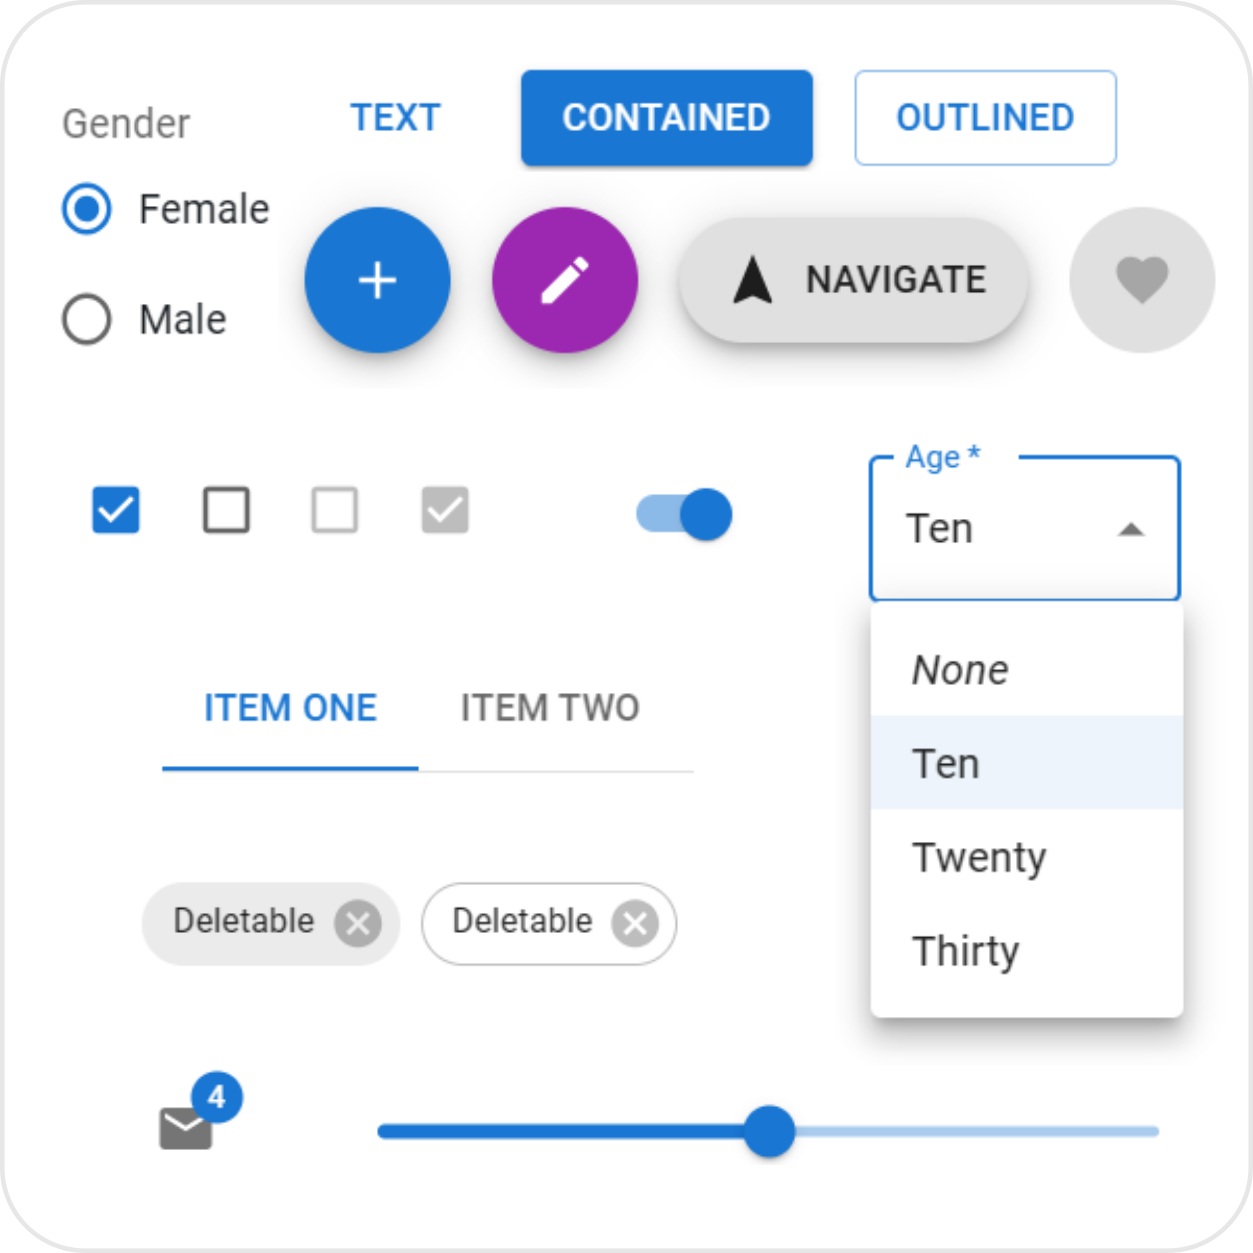 Gender
TEXT
CONTAINED
OUTLINED
Female
Male
NAVIGATE
Age *
Ten
None
Ten
Twenty
Thirty
ITEM ONE
ITEM TWO
Deletable
Deletable
4